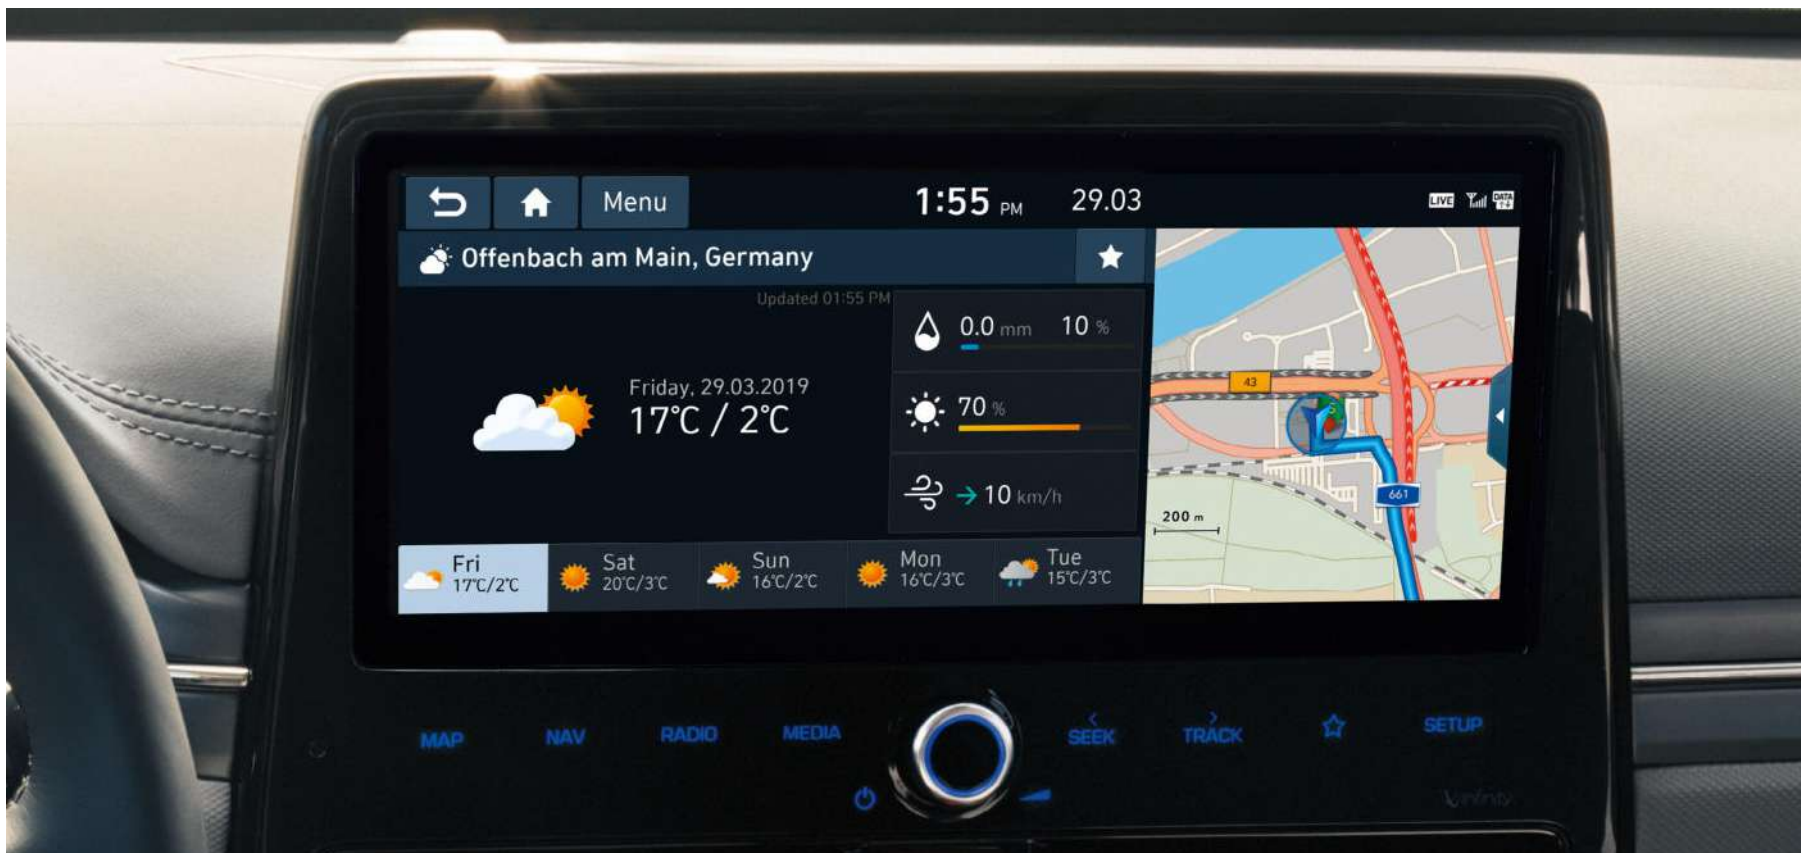 Menu
1:55 PM 29.03
LIVE DATA
Offenbach am Main, Germany
Updated 01:55 PM
Friday, 29.03.2019
17°C / 2°C
0.0 mm 10 %
70 %
10 km/h
Fri
17°C/2°C
Sat
20°C/3°C
Sun
16°C/2°C
Mon
16°C/3°C
Tue
15°C/3°C
43
661
200 m
MAP NAV RADIO MEDIA SEEK TRACK SETUP
infinity